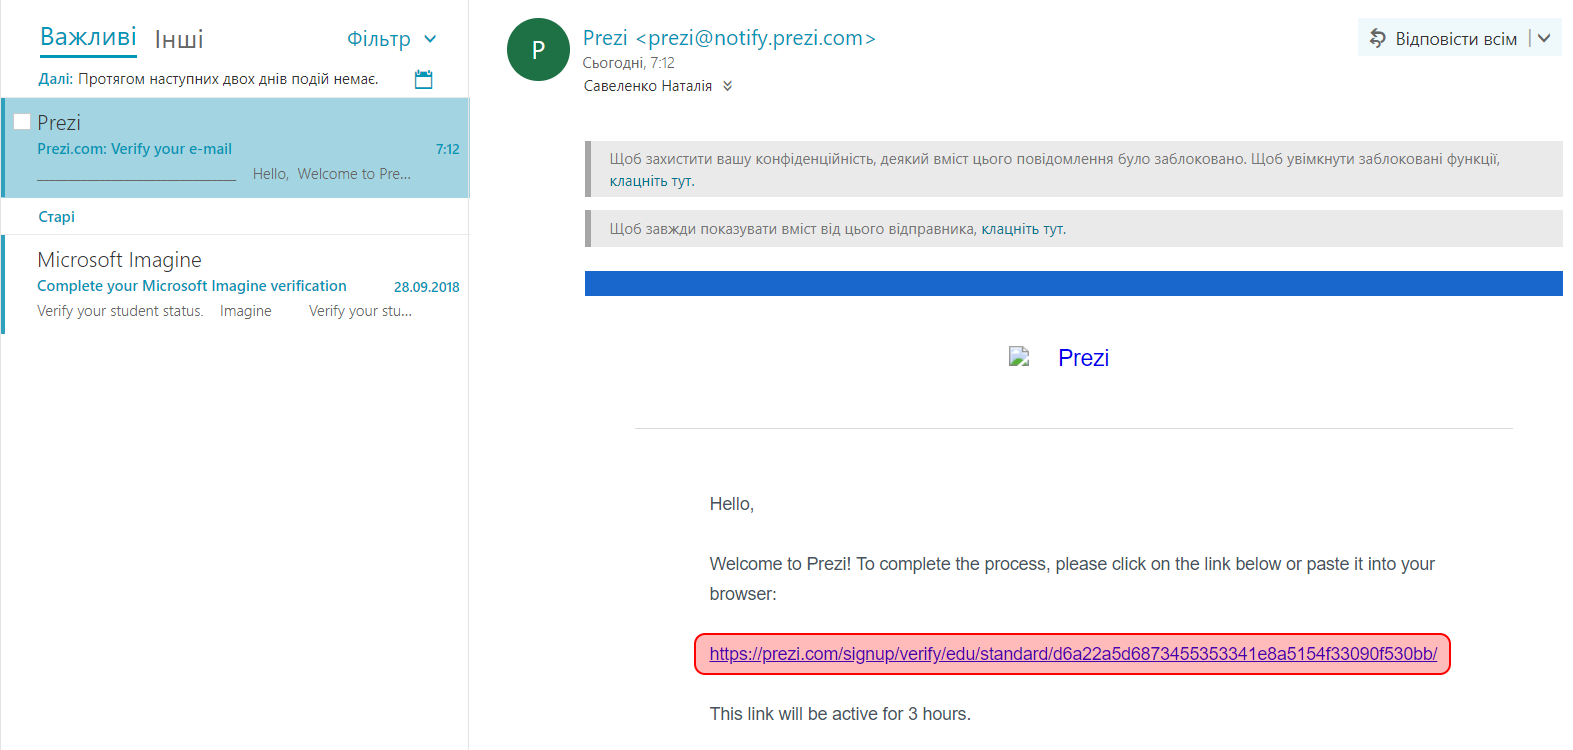 Важливі Інші Фільтр
Далі: Протягом наступних двох днів подій немає.
Prezi
Prezi.com: Verify your e-mail 7:12
Hello, Welcome to Pre...
Старі
Microsoft Imagine
Complete your Microsoft Imagine verification 28.09.2018
Verify your student status. Imagine Verify your stu...
P
Prezi <prezi@notify.prezi.com>
Сьогодні, 7:12
Савеленко Наталія
Відповісти всім
Щоб захистити вашу конфіденційність, деякий вміст цього повідомлення було заблоковано. Щоб увімкнути заблоковані функції,
клацніть тут.
Щоб завжди показувати вміст від цього відправника, клацніть тут.
Prezi
Hello,
Welcome to Prezi! To complete the process, please click on the link below or paste it into your
browser:
https://prezi.com/signup/verify/edu/standard/d6a22a5d6873455353341e8a5154f33090f530bb/
This link will be active for 3 hours.